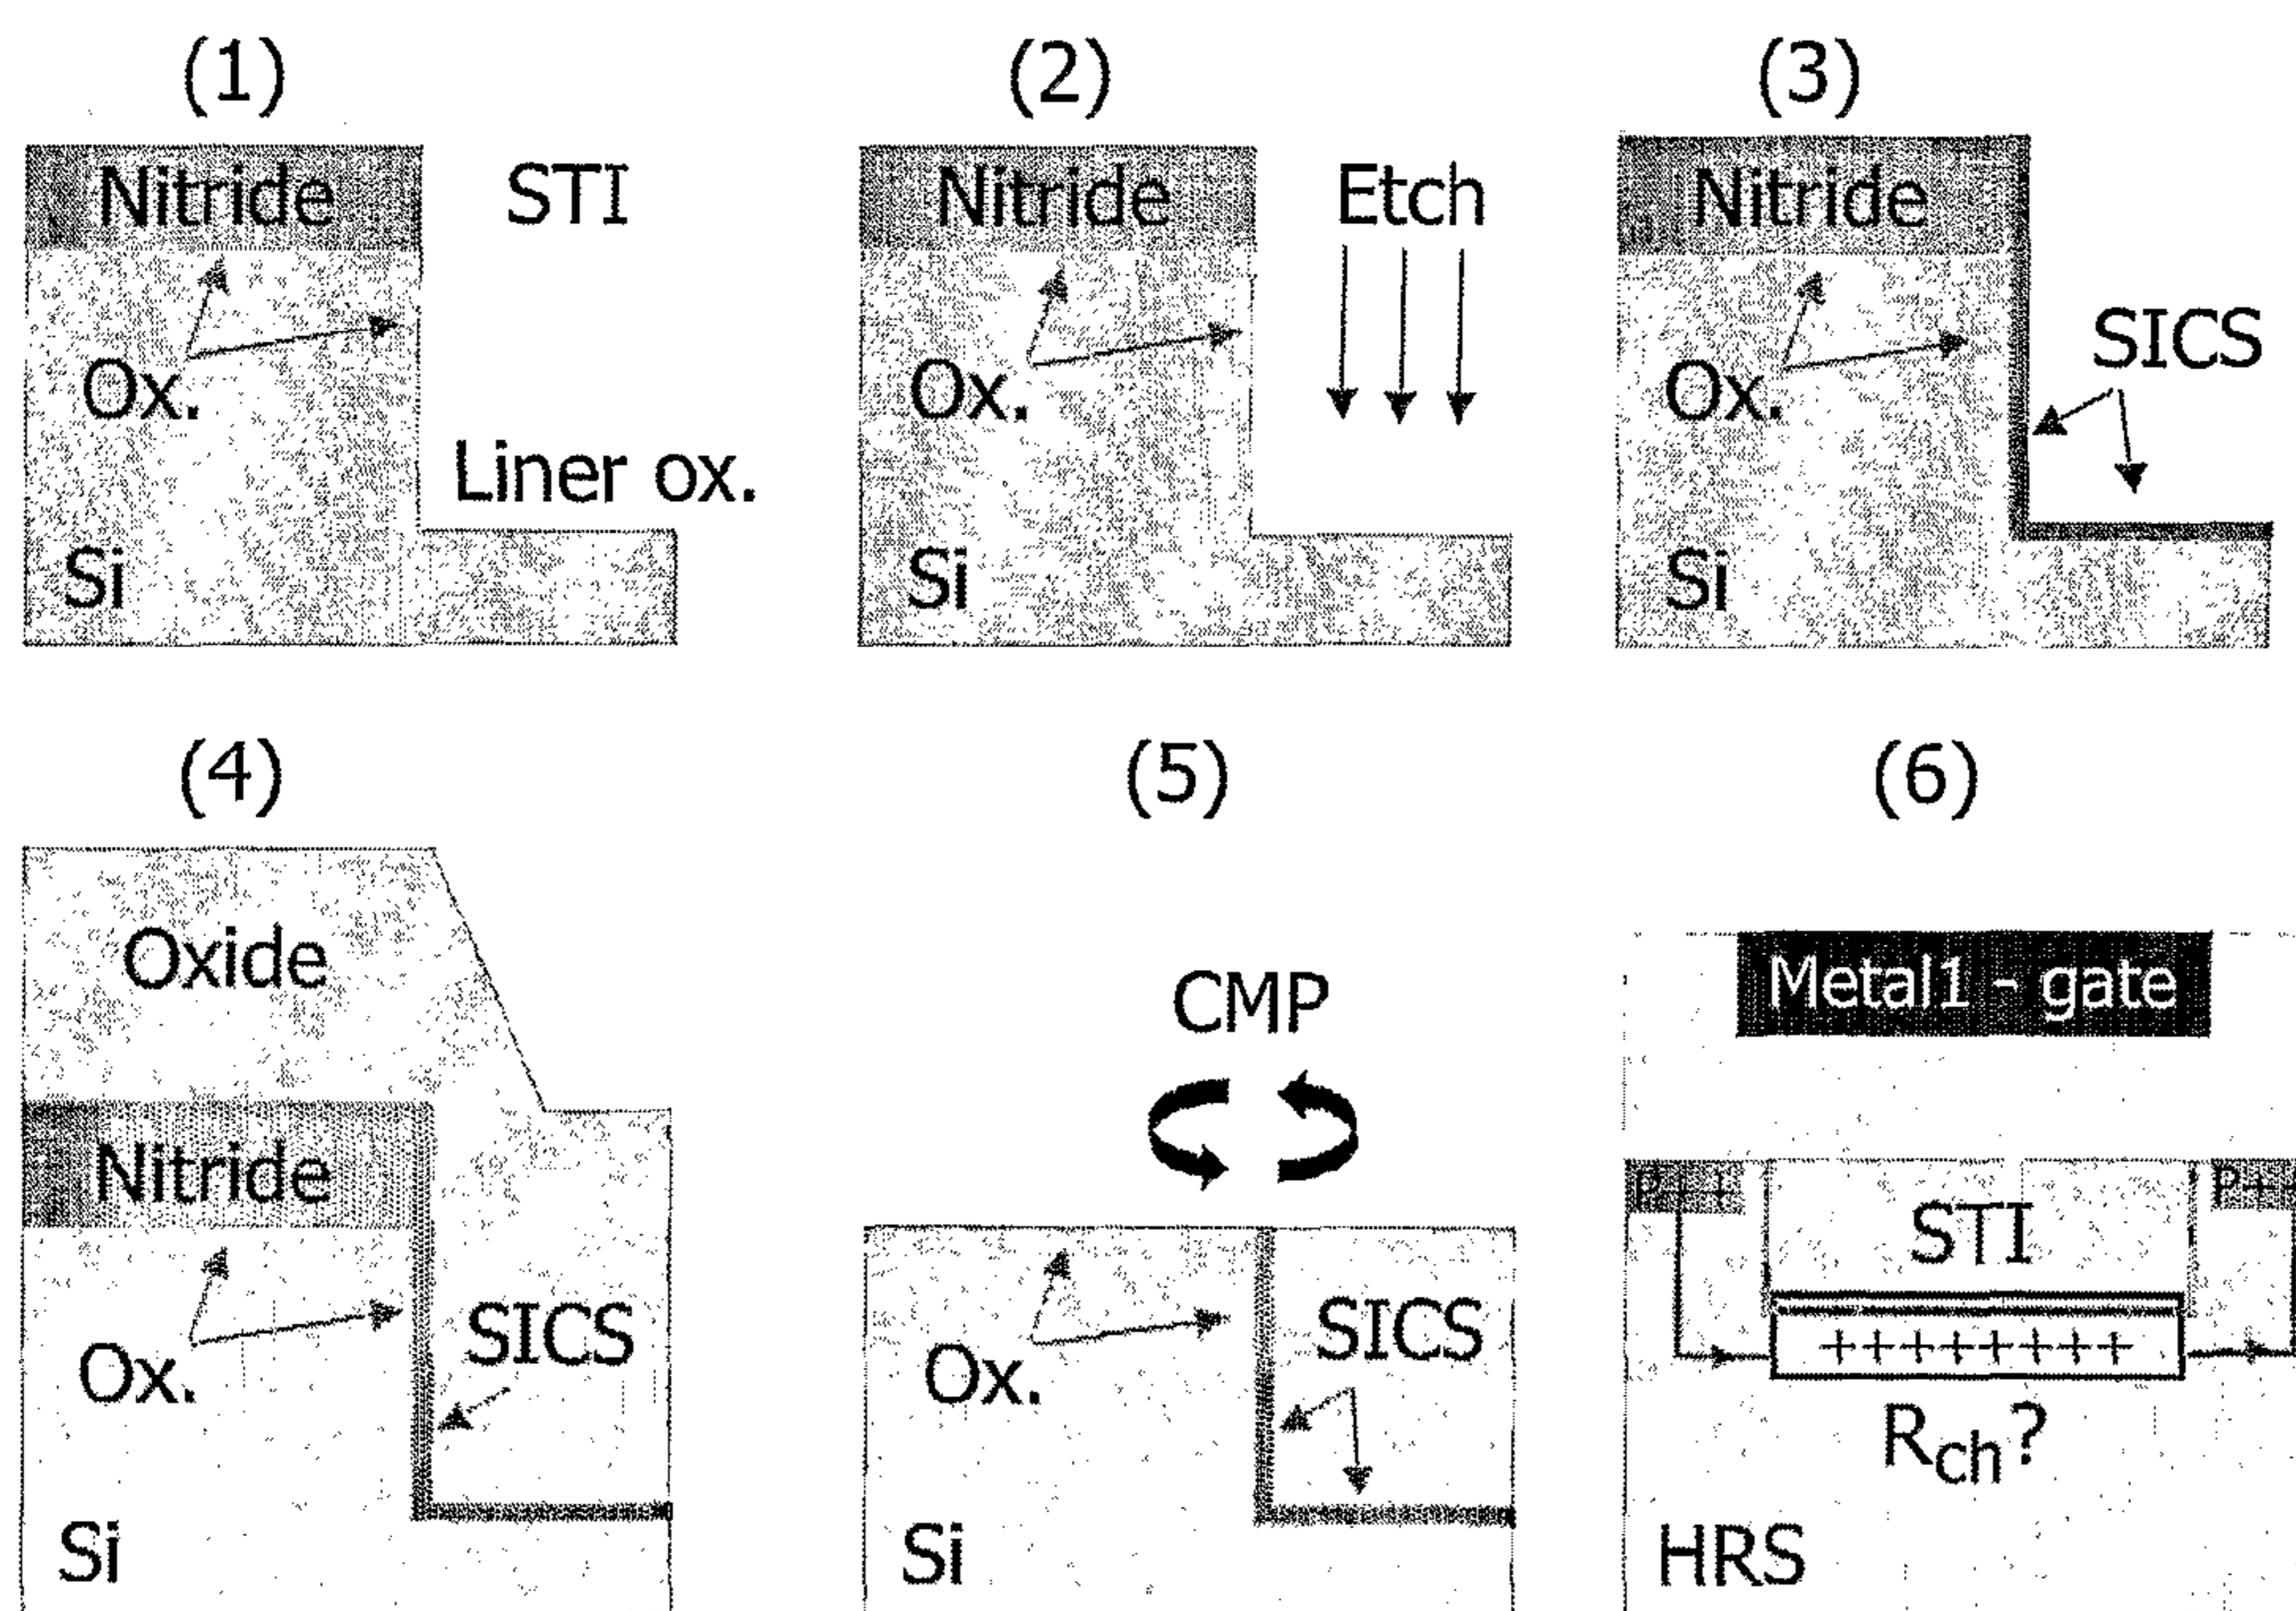 (1)
Nitride
STI
Ox.
Liner ox.
Si
(2)
Nitride
Etch
Ox.
Si
(3)
Nitride
SICS
Ox.
Si
(4)
Oxide
Nitride
SICS
Ox.
Si
(5)
CMP
SICS
Ox.
Si
(6)
Metal1 - gate
P++
P++
STI
++++++++
Rch?
HRS